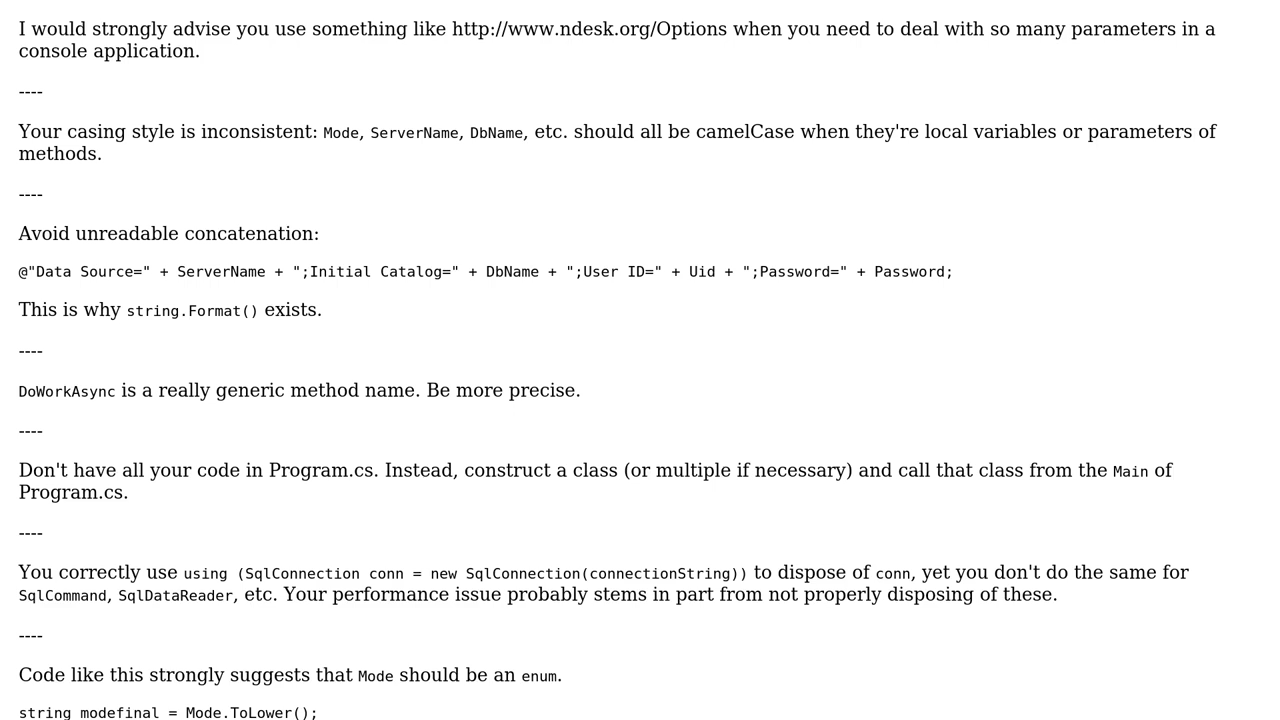 I would strongly advise you use something like http://www.ndesk.org/Options when you need to deal with so many parameters in a
console application.
----
Your casing style is inconsistent: Mode, ServerName, DbName, etc. should all be camelCase when they're local variables or parameters of
methods.
----
Avoid unreadable concatenation:
@"Data Source=" + ServerName + ";Initial Catalog=" + DbName + ";User ID=" + Uid + ";Password=" + Password;
This is why string.Format() exists.
----
DoWorkAsync is a really generic method name. Be more precise.
----
Don't have all your code in Program.cs. Instead, construct a class (or multiple if necessary) and call that class from the Main of
Program.cs.
----
You correctly use using (SqlConnection conn = new SqlConnection(connectionString)) to dispose of conn, yet you don't do the same for
SqlCommand, SqlDataReader, etc. Your performance issue probably stems in part from not properly disposing of these.
----
Code like this strongly suggests that Mode should be an enum.
string modefinal = Mode.ToLower();